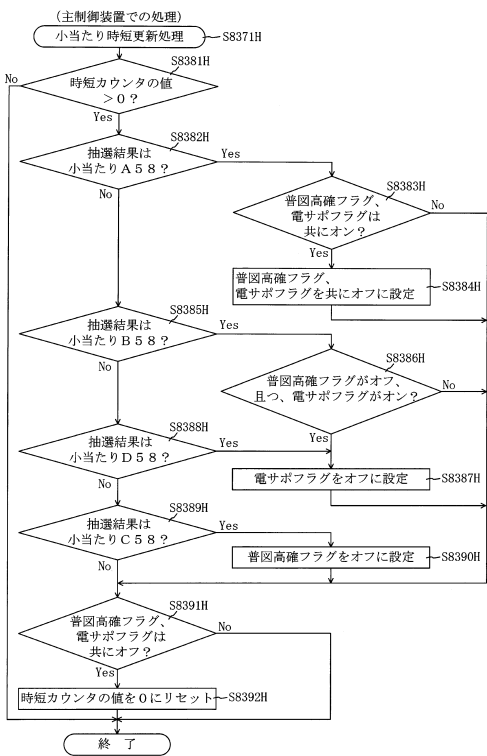 (主制御装置での処理)
小当たり時短更新処理
S8371H
S8381H
No
時短カウンタの値
>0?
Yes
S8382H
抽選結果は
小当たりA58?
Yes
No
S8383H
普図高確フラグ、
電サポフラグは
共にオン?
No
Yes
普図高確フラグ、
電サポフラグを共にオフに設定
S8384H
S8385H
抽選結果は
小当たりB58?
Yes
No
S8386H
普図高確フラグがオフ、
且つ、電サポフラグがオン?
No
Yes
S8388H
抽選結果は
小当たりD58?
Yes
No
電サポフラグをオフに設定
S8387H
S8389H
抽選結果は
小当たりC58?
Yes
No
普図高確フラグをオフに設定
S8390H
S8391H
普図高確フラグ、
電サポフラグは
共にオフ?
No
Yes
時短カウンタの値を0にリセット
S8392H
終 了